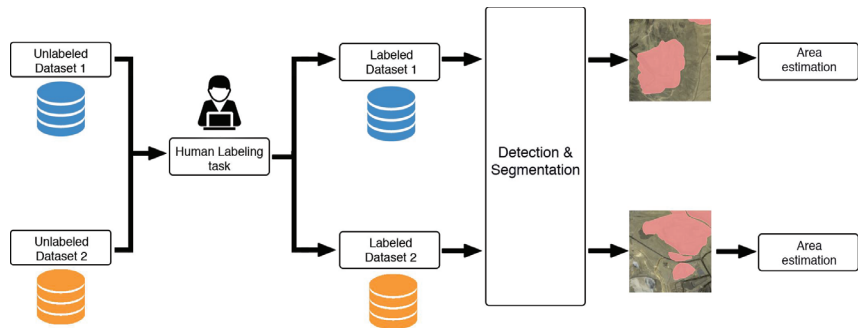 Unlabeled
Dataset 1
Labeled
Dataset 1
Area
estimation
Human Labeling
task
Detection &
Segmentation
Unlabeled
Dataset 2
Labeled
Dataset 2
Area
estimation